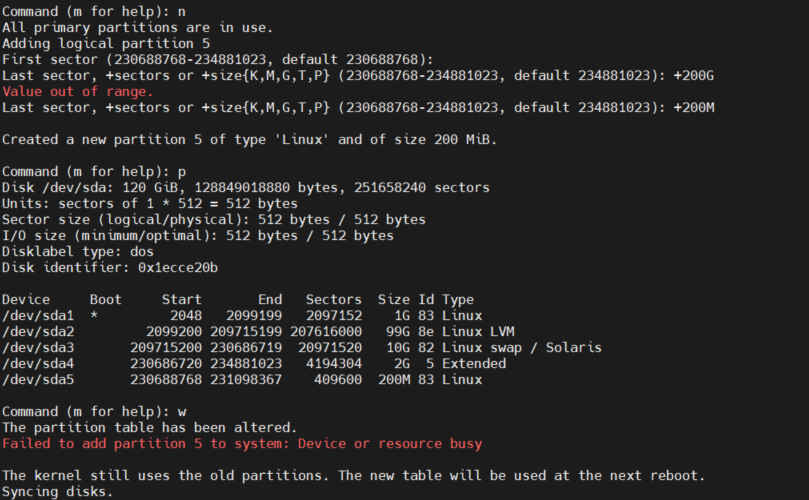 Command (m for help): n
All primary partitions are in use.
Adding logical partition 5
First sector (230688768-234881023, default 230688768):
Last sector, +sectors or +size{K,M,G,T,P} (230688768-234881023, default 234881023): +200G
Value out of range.
Last sector, +sectors or +size{K,M,G,T,P} (230688768-234881023, default 234881023): +200M
Created a new partition 5 of type 'Linux' and of size 200 MiB.
Command (m for help): p
Disk /dev/sda: 120 GiB, 128849018880 bytes, 251658240 sectors
Units: sectors of 1 * 512 = 512 bytes
Sector size (logical/physical): 512 bytes / 512 bytes
I/O size (minimum/optimal): 512 bytes / 512 bytes
Disklabel type: dos
Disk identifier: 0x1ecce20b
Device     Boot     Start       End   Sectors  Size Id Type
/dev/sda1  *         2048   2099199   2097152    1G 83 Linux
/dev/sda2         2099200 209715199 207616000   99G 8e Linux LVM
/dev/sda3       209715200 230686719  20971520   10G 82 Linux swap / Solaris
/dev/sda4       230686720 234881023   4194304    2G  5 Extended
/dev/sda5       230688768 231098367    409600  200M 83 Linux
Command (m for help): w
The partition table has been altered.
Failed to add partition 5 to system: Device or resource busy
The kernel still uses the old partitions. The new table will be used at the next reboot.
Syncing disks.